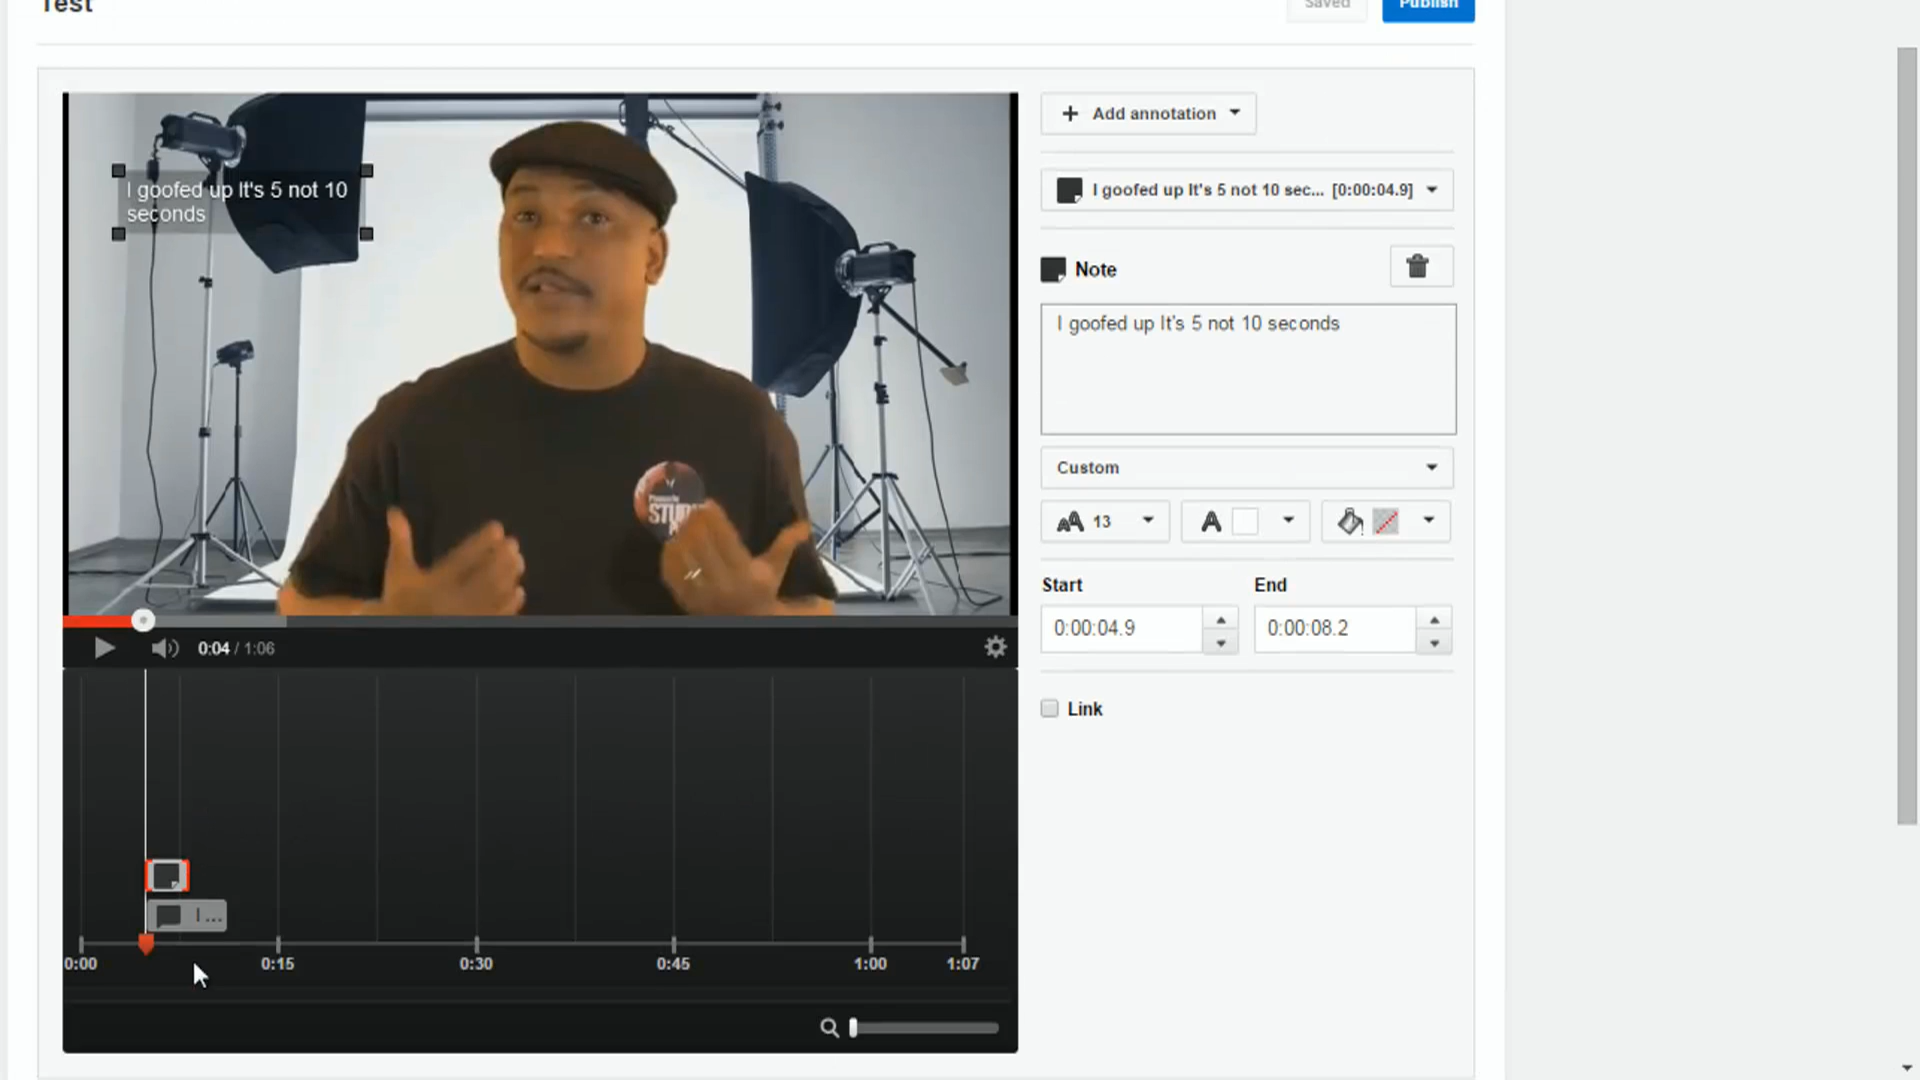 Test
Saved
Publish
I goofed up It's 5 not 10
seconds
STUD
0:04 / 1:06
I ...
0:00
0:15
0:30
0:45
1:00
1:07
Add annotation
I goofed up It's 5 not 10 sec... [0:00:04.9]
Note
I goofed up It's 5 not 10 seconds
Custom
13
Start
End
0:00:04.9
0:00:08.2
Link